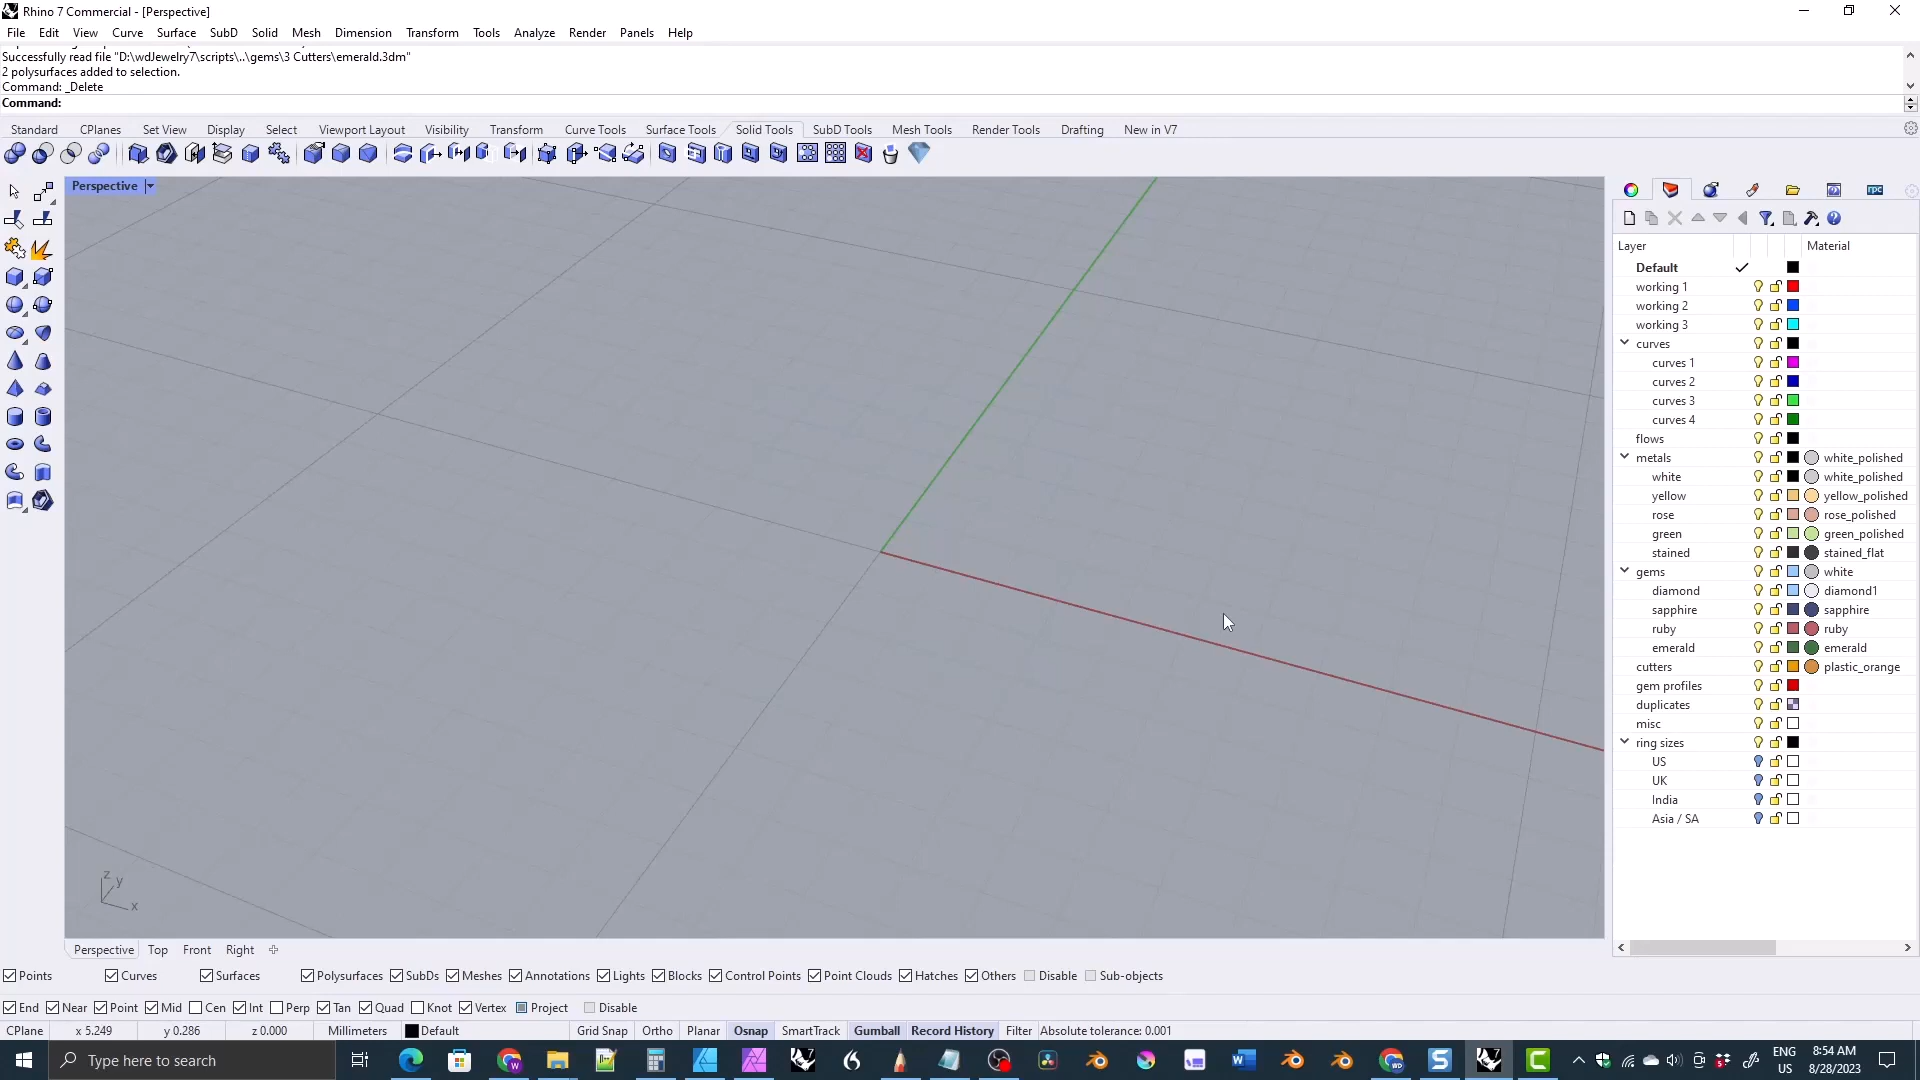 Rhino 7 Commercial - [Perspective]
File Edit View Curve Surface SubD Solid Mesh Dimension Transform Tools Analyze Render Panels Help
Successfully read file "D:\wdJewelry7\scripts\..\gems\3 Cutters\emerald.3dm"
2 polysurfaces added to selection.
Command: _Delete
Command:
Standard CPlanes Set View Display Select Viewport Layout Visibility Transform Curve Tools Surface Tools Solid Tools SubD Tools Mesh Tools Render Tools Drafting New in V7
Perspective
rpc
Layer Material
Default
working 1
working 2
working 3
curves
curves 1
curves 2
curves 3
curves 4
flows
metals white_polished
white white_polished
yellow yellow_polished
rose rose_polished
green green_polished
stained stained_flat
gems white
diamond diamond1
sapphire sapphire
ruby ruby
emerald emerald
cutters plastic_orange
gem profiles
duplicates
misc
ring sizes
US
UK
India
Asia / SA
z
y
x
Perspective Top Front Right
Points Curves Surfaces Polysurfaces SubDs Meshes Annotations Lights Blocks Control Points Point Clouds Hatches Others Disable Sub-objects
End Near Point Mid Cen Int Perp Tan Quad Knot Vertex Project Disable
CPlane x 5.249 y 0.286 z 0.000 Millimeters Default Grid Snap Ortho Planar Osnap SmartTrack Gumball Record History Filter Absolute tolerance: 0.001
Type here to search
ENG
US
8:54 AM
8/28/2023